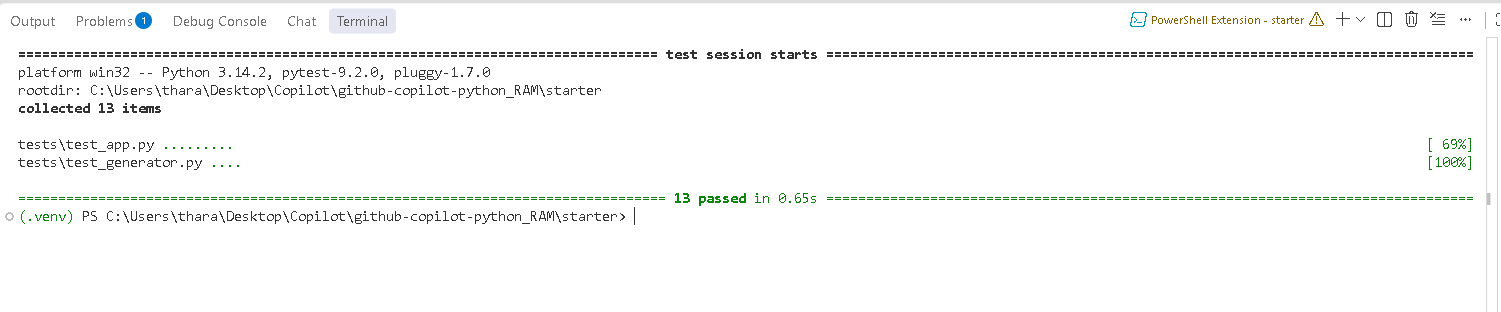 Output Problems 1 Debug Console Chat Terminal PowerShell Extension - starter
============================================================================== test session starts ===============================================================================
platform win32 -- Python 3.14.2, pytest-9.2.0, pluggy-1.7.0
rootdir: C:\Users\thara\Desktop\Copilot\github-copilot-python_RAM\starter
collected 13 items
tests\test_app.py ......... [ 69%]
tests\test_generator.py .... [100%]
=============================================================================== 13 passed in 0.65s ===============================================================================
(.venv) PS C:\Users\thara\Desktop\Copilot\github-copilot-python_RAM\starter>